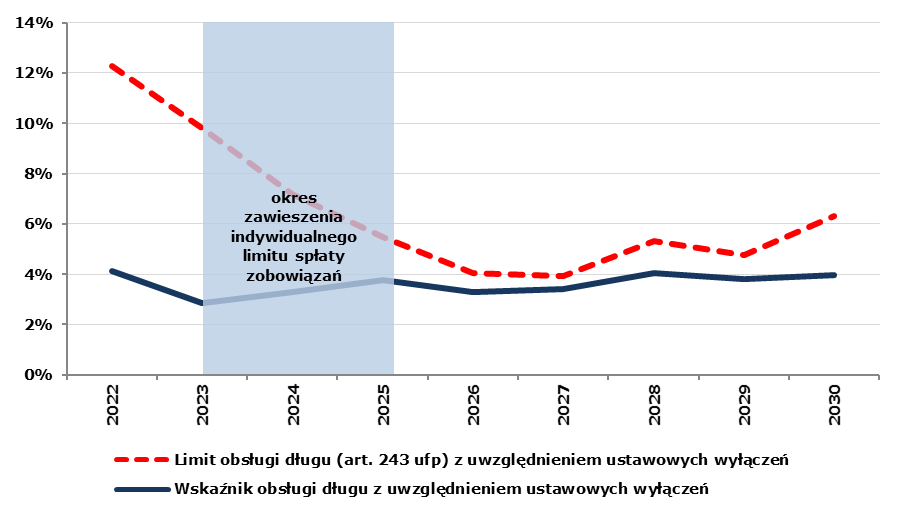 14%
12%
10%
8%
6%
4%
2%
0%
okres
zawieszenia
indywidualnego
limitu spłaty
zobowiązań
2022
2023
2024
2025
2026
2027
2028
2029
2030
Limit obsługi długu (art. 243 ufp) z uwzględnieniem ustawowych wyłączeń
Wskaźnik obsługi długu z uwzględnieniem ustawowych wyłączeń